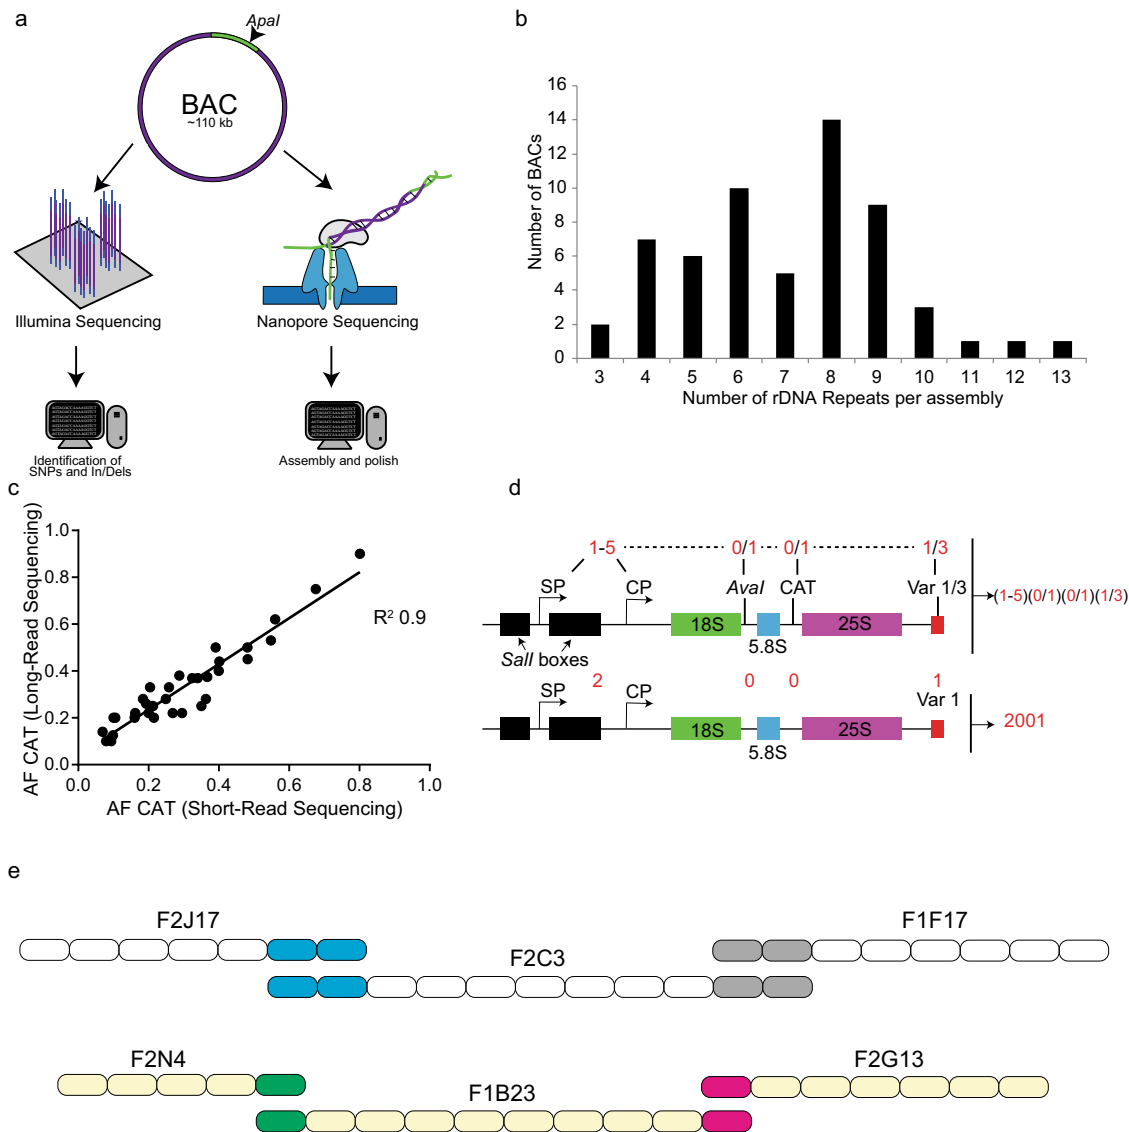 a
ApaI
BAC
~110 kb
Illumina Sequencing
Nanopore Sequencing
Identification of
SNPs and In/Dels
Assembly and polish
b
16
14
12
10
8
6
4
2
0
Number of BACs
3 4 5 6 7 8 9 10 11 12 13
Number of rDNA Repeats per assembly
c
1.0
0.8
0.6
0.4
0.2
0.0
AF CAT (Long-Read Sequencing)
R² 0.9
0.0 0.2 0.4 0.6 0.8 1.0
AF CAT (Short-Read Sequencing)
d
1-5 0/1 0/1 1/3
SP CP AvaI CAT Var 1/3
(1-5)(0/1)(0/1)(1/3)
18S 25S
5.8S
SalI boxes
2 0 0 1
SP CP Var 1
2001
18S 25S
5.8S
e
F2J17
F1F17
F2C3
F2N4
F2G13
F1B23